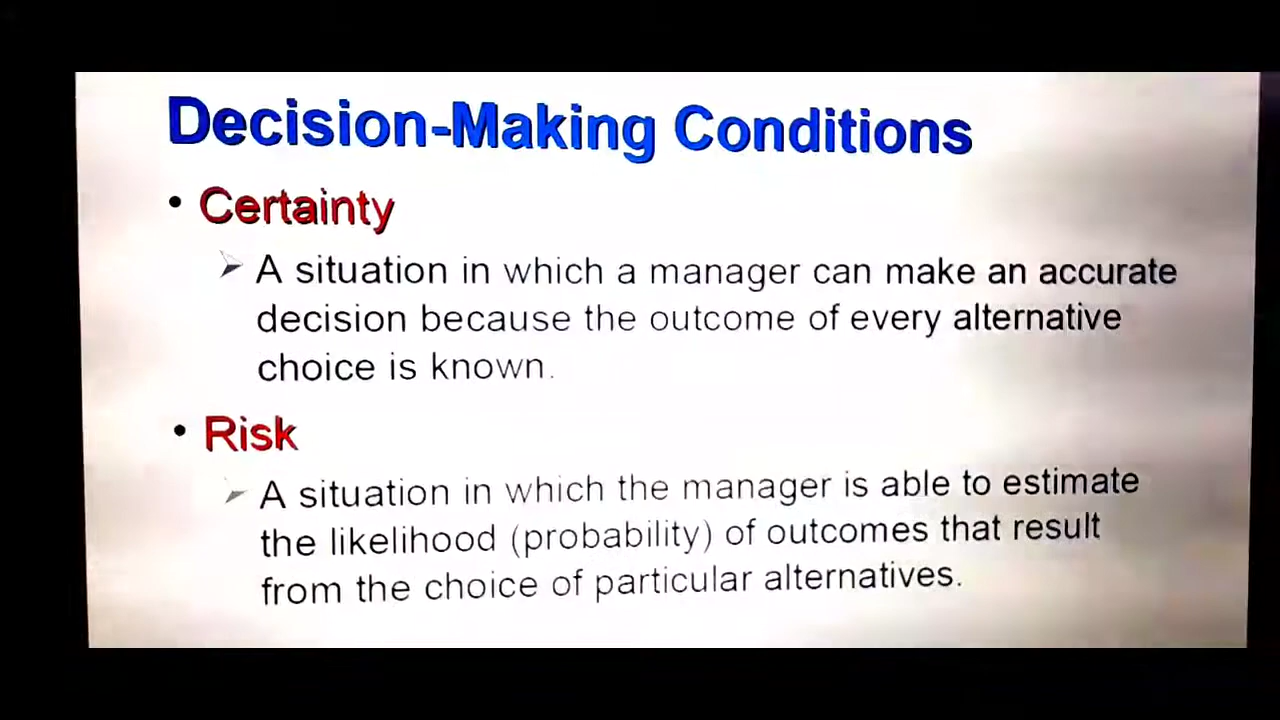 Decision-Making Conditions
• Certainty
➢ A situation in which a manager can make an accurate
decision because the outcome of every alternative
choice is known.
• Risk
➢ A situation in which the manager is able to estimate
the likelihood (probability) of outcomes that result
from the choice of particular alternatives.